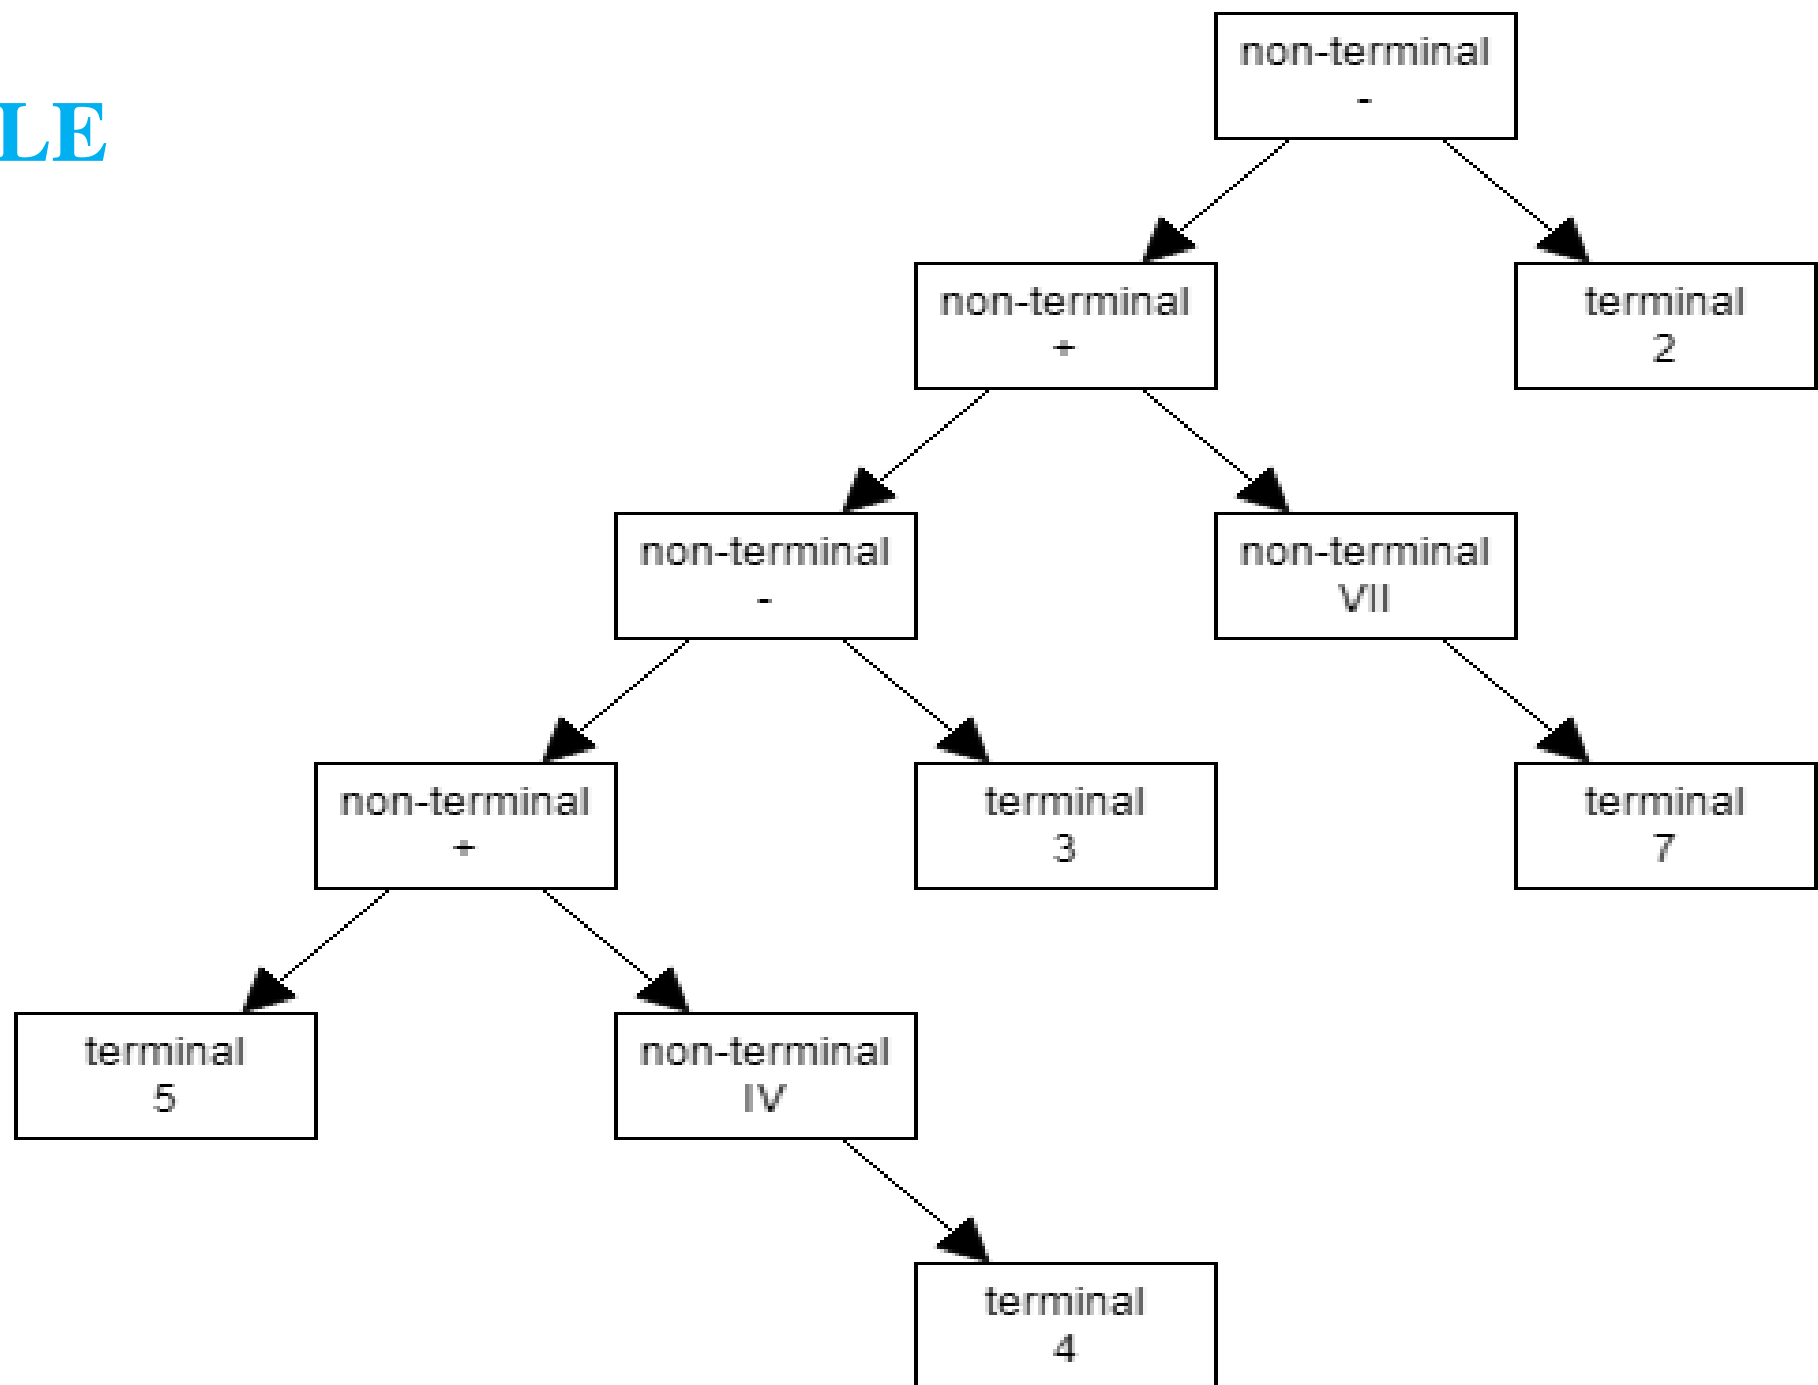 non-terminal
-
LE
non-terminal
+
terminal
2
non-terminal
-
non-terminal
VII
non-terminal
+
terminal
3
terminal
7
terminal
5
non-terminal
IV
terminal
4